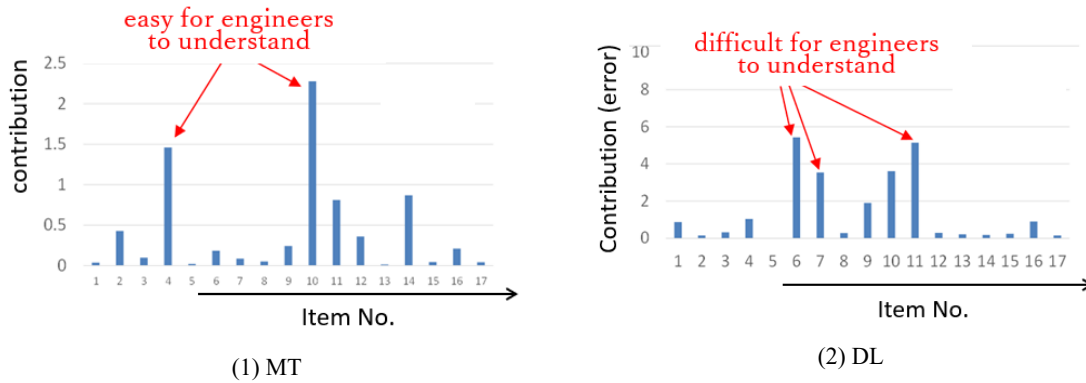 easy for engineers
to understand
contribution
2.5
2
1.5
1
0.5
0
1 2 3 4 5 6 7 8 9 10 11 12 13 14 15 16 17
Item No.
(1) MT
difficult for engineers
to understand
Contribution (error)
10
8
6
4
2
0
1 2 3 4 5 6 7 8 9 10 11 12 13 14 15 16 17
Item No.
(2) DL